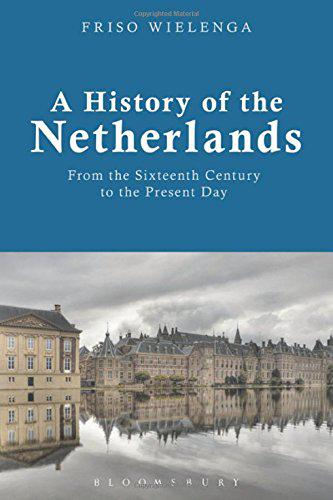 FRISO WIELENGA
A History of the
Netherlands
From the Sixteenth Century
to the Present Day
BLOOMSBURY